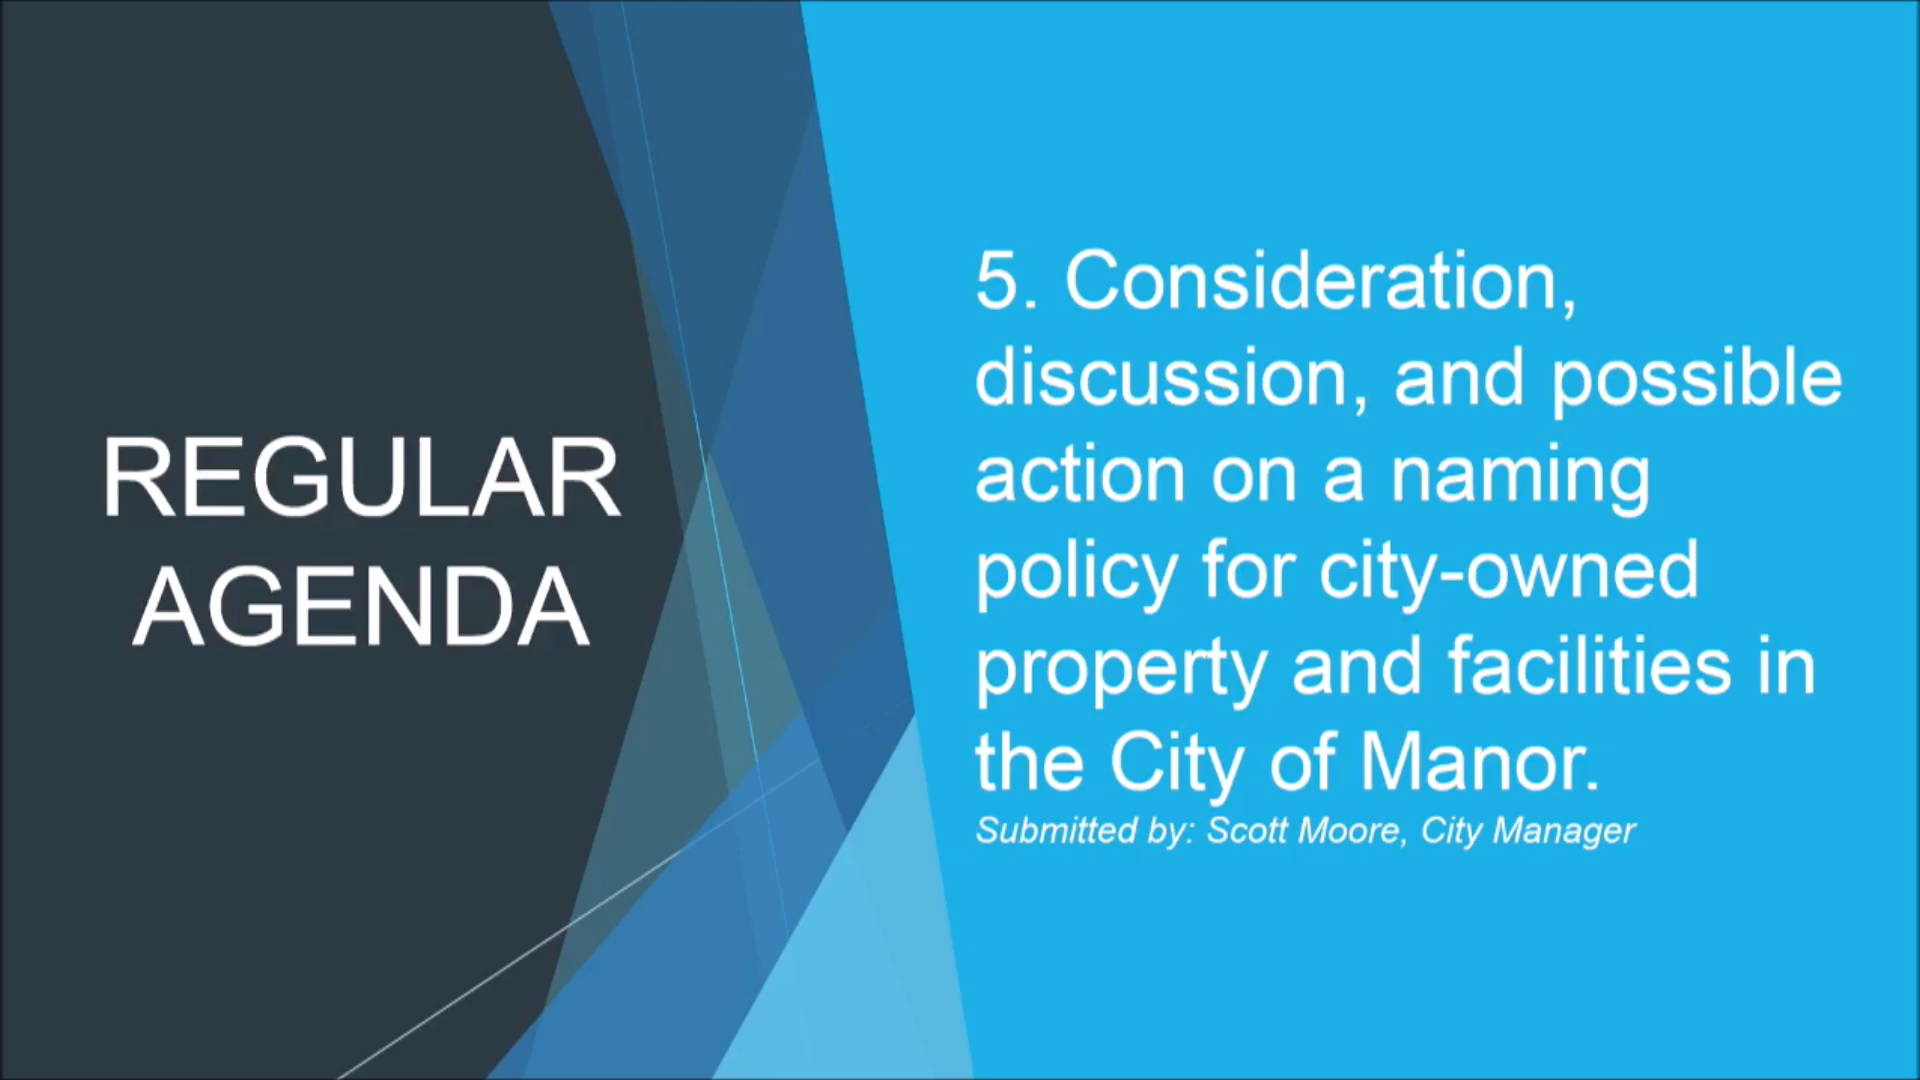 REGULAR
AGENDA
5. Consideration,
discussion, and possible
action on a naming
policy for city-owned
property and facilities in
the City of Manor.
Submitted by: Scott Moore, City Manager